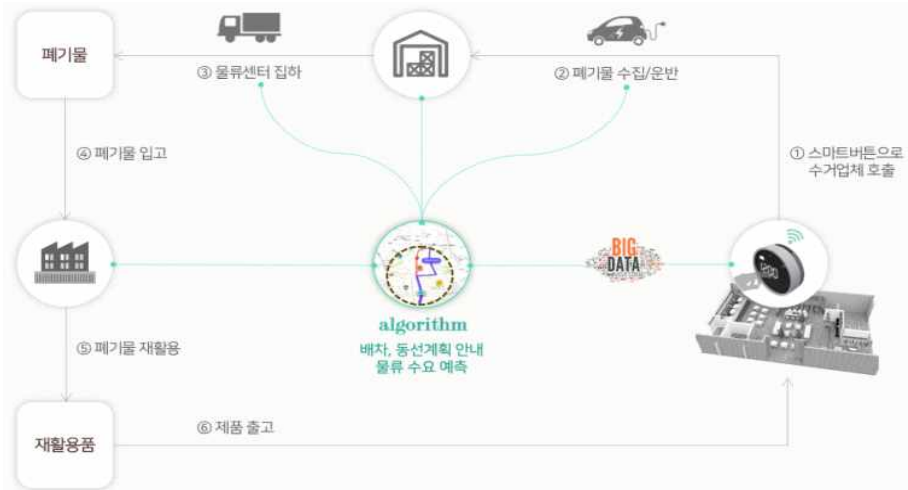 폐기물
③ 물류센터 집하
② 폐기물 수집/운반
④ 폐기물 입고
① 스마트버튼으로
수거업체 호출
BIG
DATA
algorithm
배차, 동선계획 안내
물류 수요 예측
⑤ 폐기물 재활용
재활용품
⑥ 제품 출고